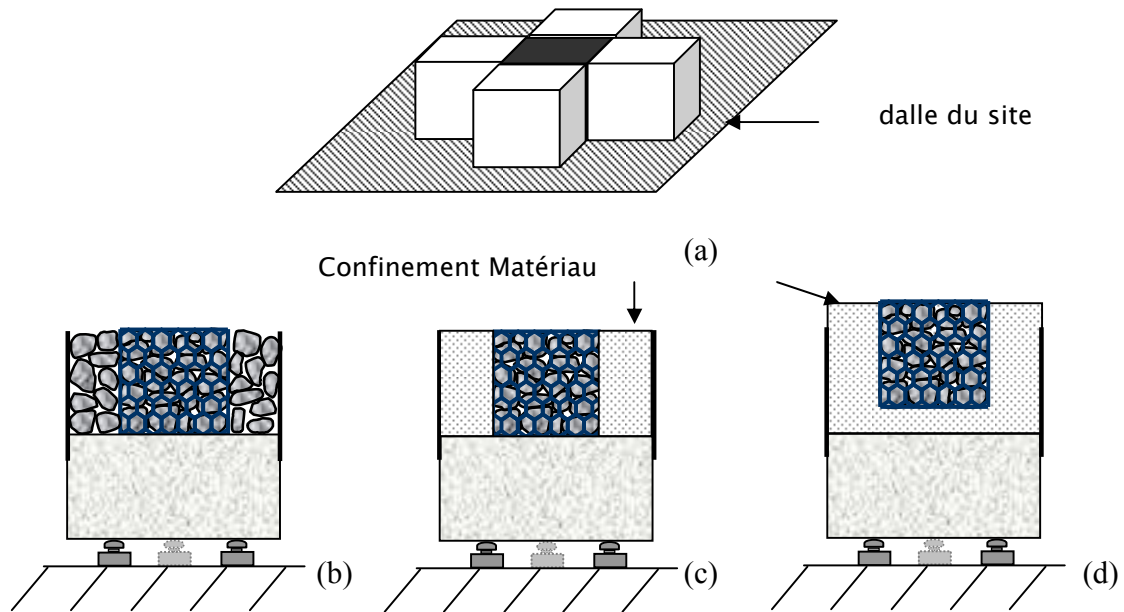 dalle du site
(a)
Confinement Matériau
(b)
(c)
(d)